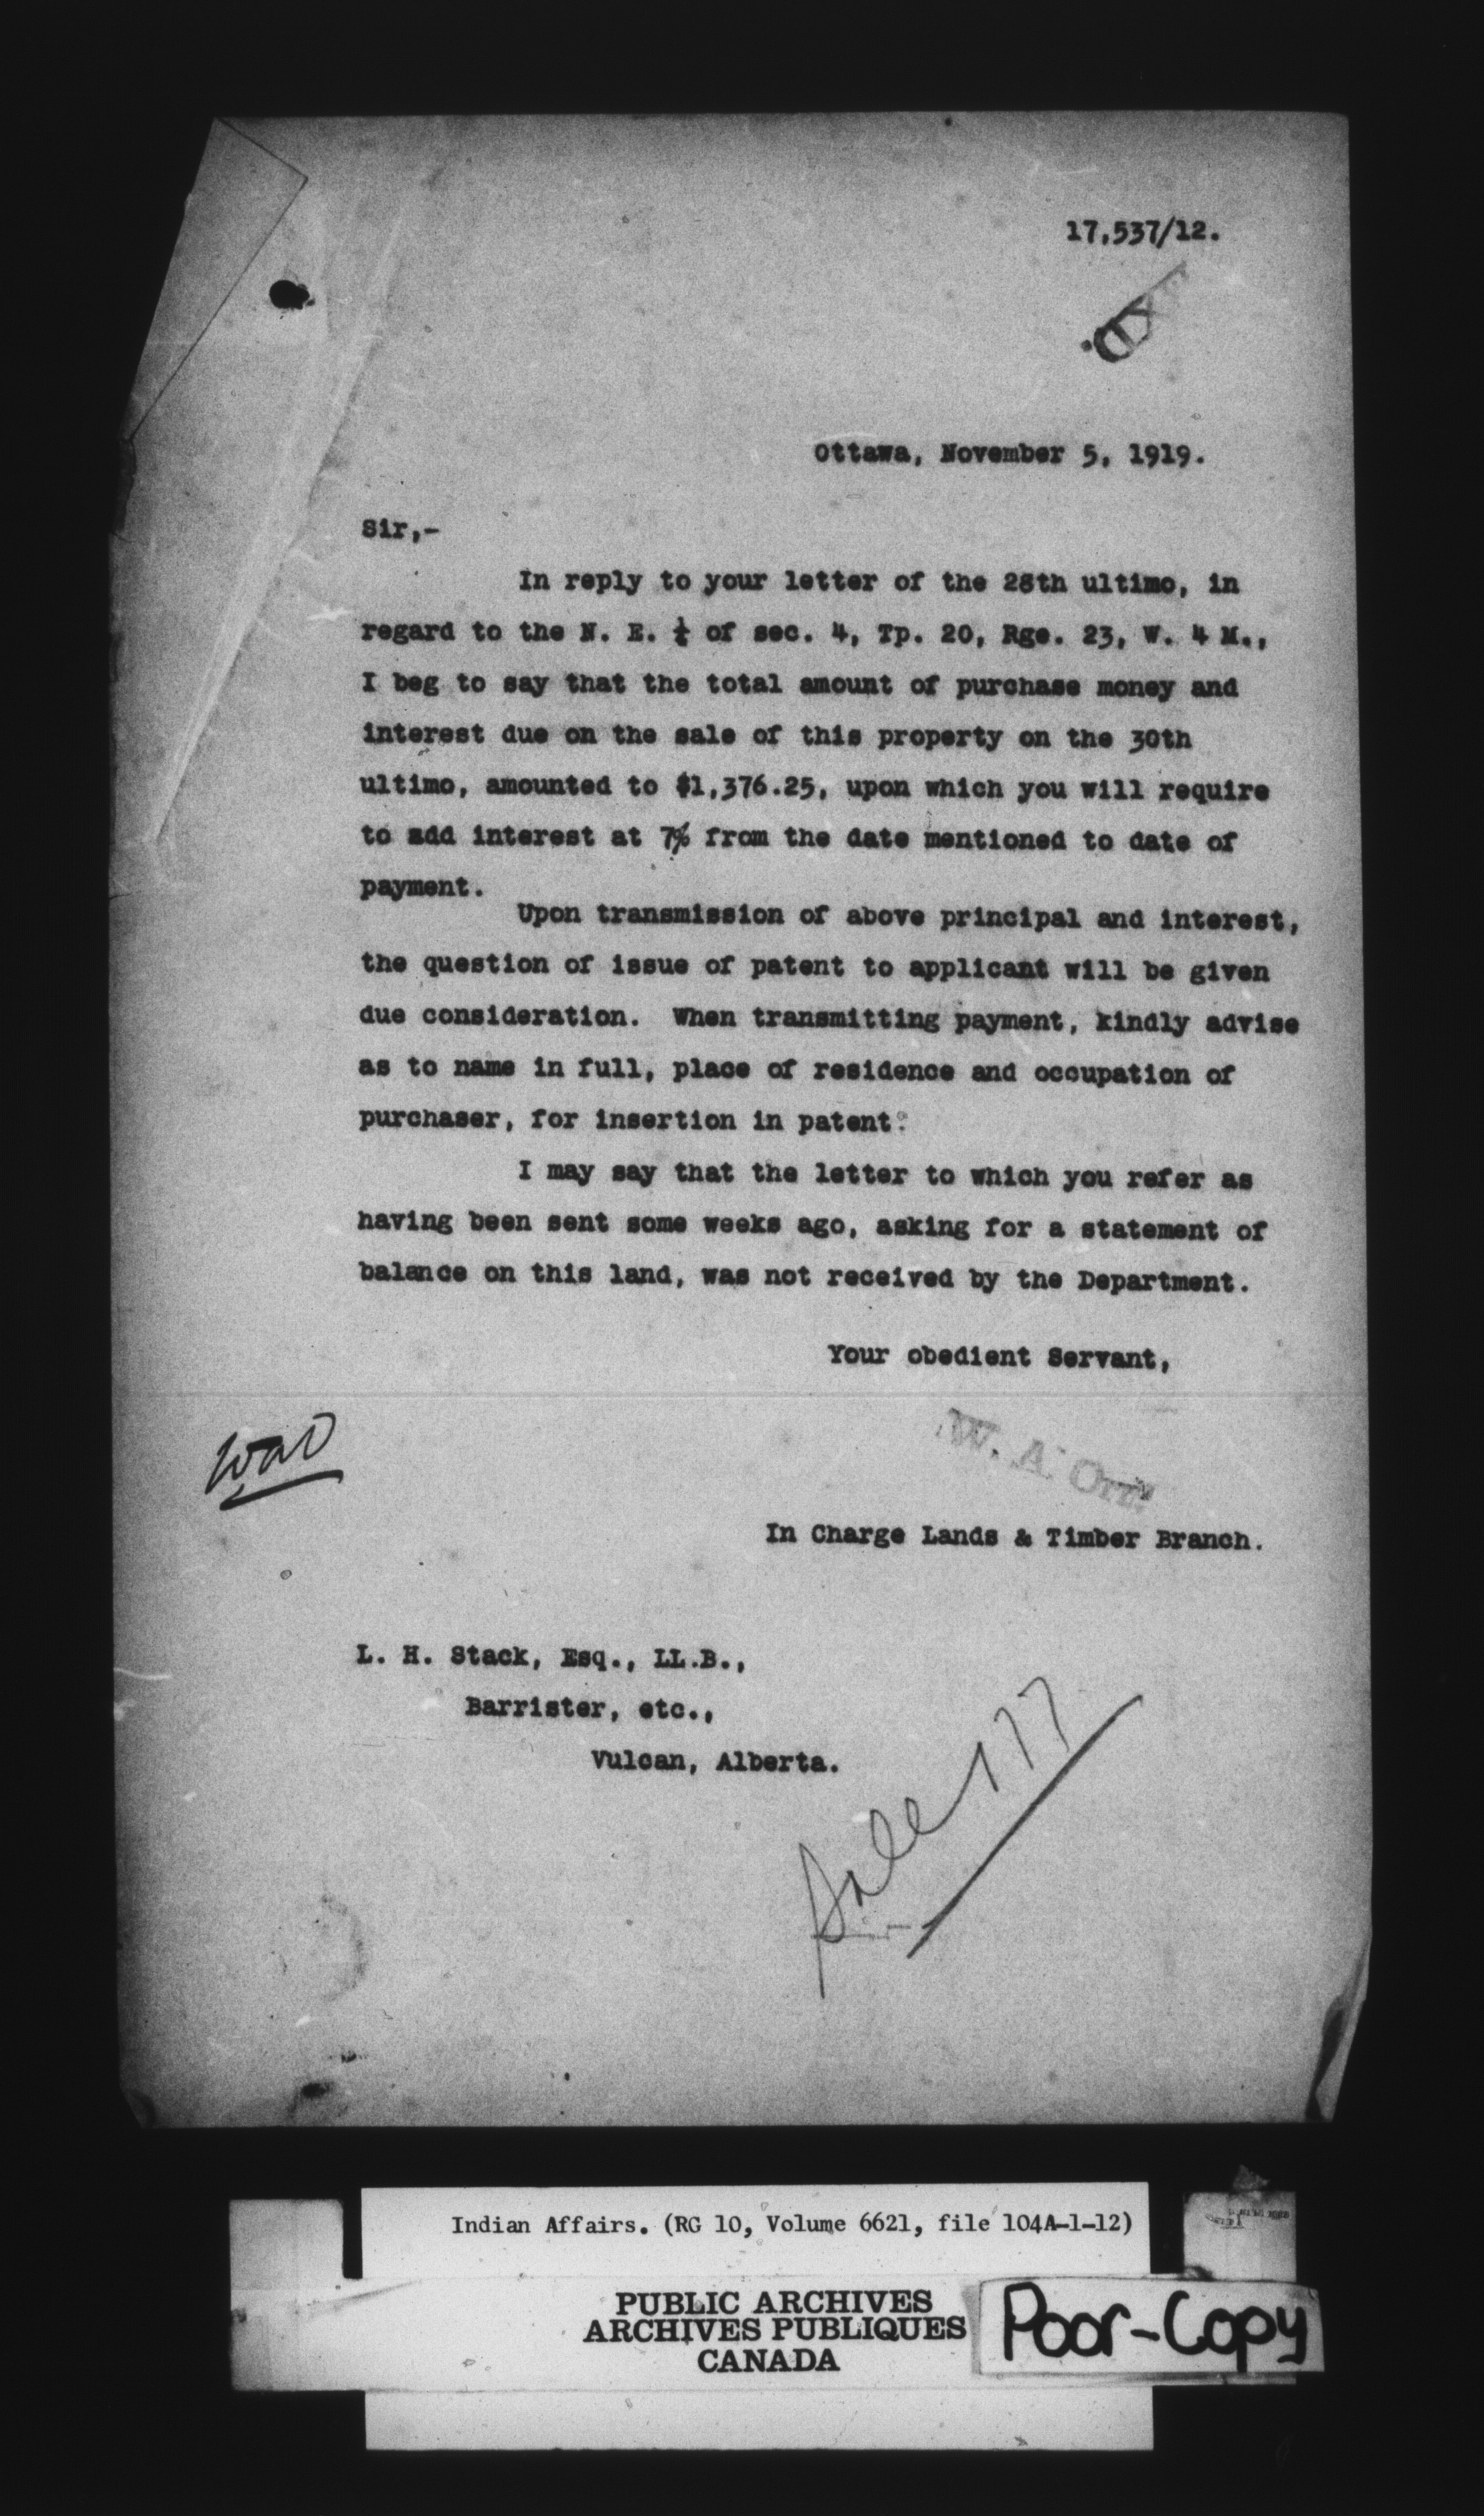 17,537/12.
Ottawa, November 5, 1919.
Sir,-
In reply to your letter of the 28th ultimo, in
regard to the N. E. ¼ of sec. 4, Tp. 20, Rge. 23, W. 4 M.,
I beg to say that the total amount of purchase money and
interest due on the sale of this property on the 30th
ultimo, amounted to $1,376.25, upon which you will require
to add interest at 7% from the date mentioned to date of
payment.
Upon transmission of above principal and interest,
the question of issue of patent to applicant will be given
due consideration. When transmitting payment, kindly advise
as to name in full, place of residence and occupation of
purchaser, for insertion in patent.
I may say that the letter to which you refer as
having been sent some weeks ago, asking for a statement of
balance on this land, was not received by the Department.
Your obedient Servant,
W. A. Orr.
WAO
In Charge Lands & Timber Branch.
L. H. Stack, Esq., LL.B.,
Barrister, etc.,
Vulcan, Alberta.
Sale 177
Indian Affairs. (RG 10, Volume 6621, file 104A-1-12)
PUBLIC ARCHIVES
ARCHIVES PUBLIQUES
CANADA
Poor-Copy